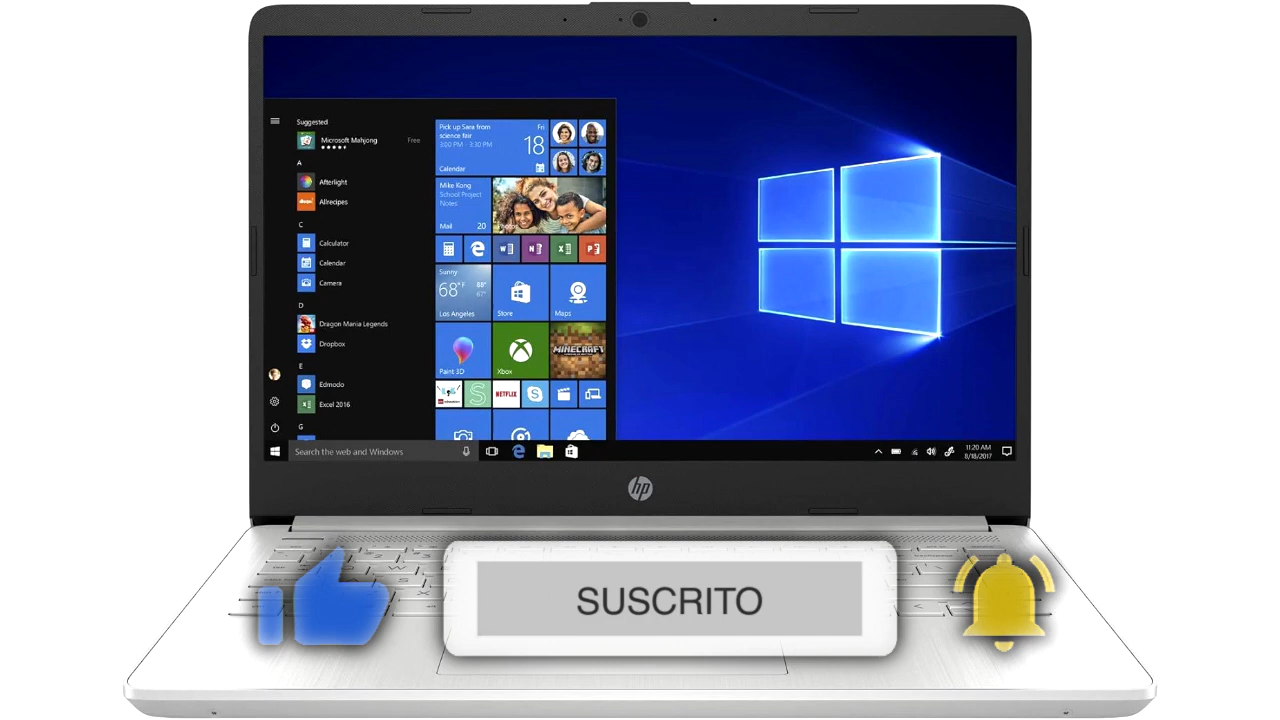 Suggested
Microsoft Mahjong
Free
A
Afterlight
Allrecipes
C
Calculator
Calendar
Camera
D
Dragon Mania Legends
Dropbox
E
Edmodo
Excel 2016
G
Pick up Sara from
science fair
3:00 PM - 3:30 PM
Fri
18
Calendar
Mike Kong
School Project
Notes
Mail 20
Photos
Sunny
68°F 88°
67°
Los Angeles
Store
Maps
Paint 3D
Xbox
MINECRAFT
NETFLIX
Search the web and Windows
11:20 AM
8/18/2017
hp
SUSCRITO